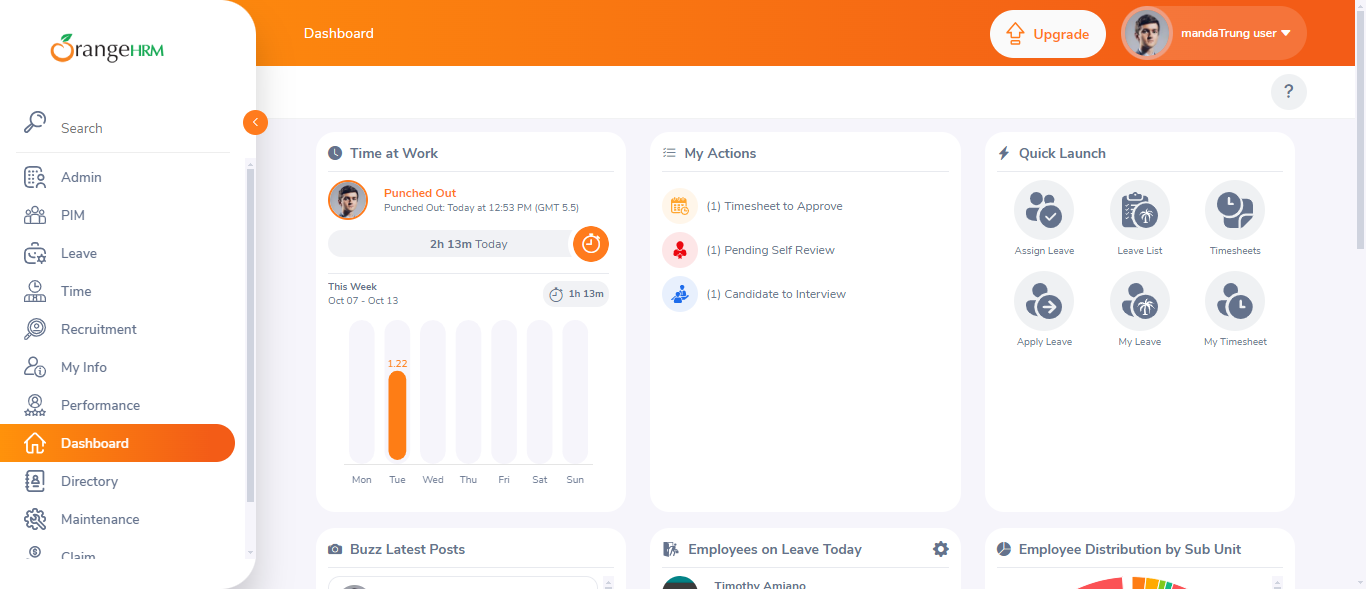 OrangeHRM
Search
Admin
PIM
Leave
Time
Recruitment
My Info
Performance
Dashboard
Directory
Maintenance
Claim
Dashboard
Upgrade
mandaTrung user
?
Time at Work
Punched Out
Punched Out: Today at 12:53 PM (GMT 5.5)
2h 13m Today
This Week
Oct 07 - Oct 13
1h 13m
1.22
Mon Tue Wed Thu Fri Sat Sun
My Actions
(1) Timesheet to Approve
(1) Pending Self Review
(1) Candidate to Interview
Quick Launch
Assign Leave Leave List Timesheets
Apply Leave My Leave My Timesheet
Buzz Latest Posts
Employees on Leave Today
Timothy Amiano
Employee Distribution by Sub Unit